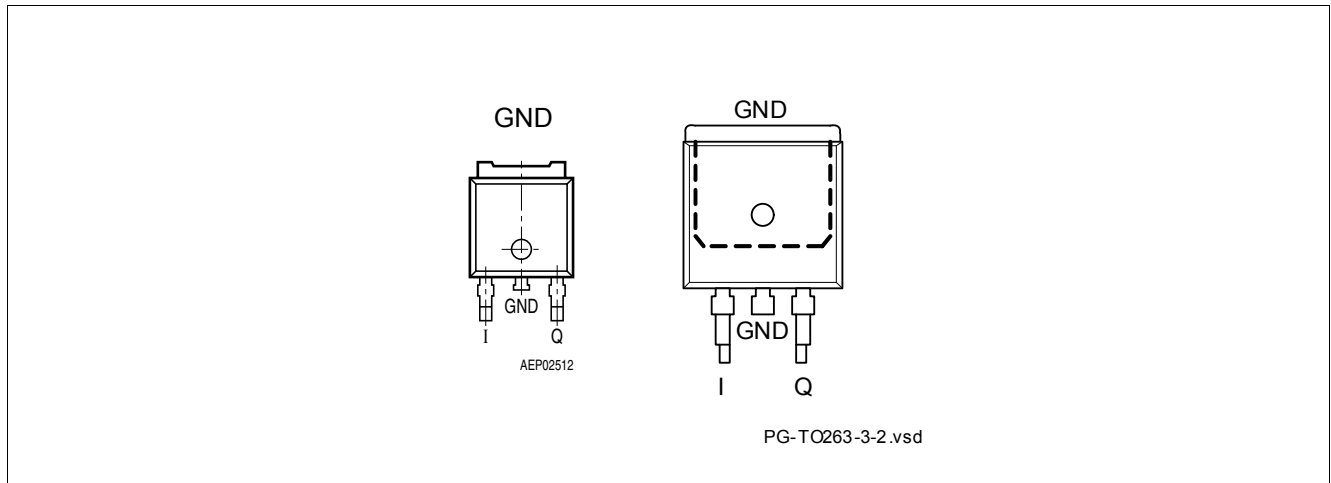 GND
GND
I
Q
AEP02512
GND
GND
I
Q
PG-TO263-3-2.vsd